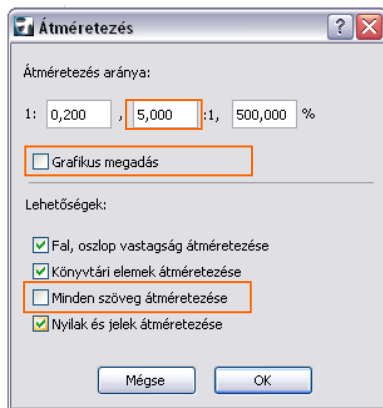 Átméretezés
Átméretezés aránya:
1: 0,200 , 5,000 :1, 500,000 %
Grafikus megadás
Lehetőségek:
Fal, oszlop vastagság átméretezése
Könyvtári elemek átméretezése
Minden szöveg átméretezése
Nyilak és jelek átméretezése
Mégse OK